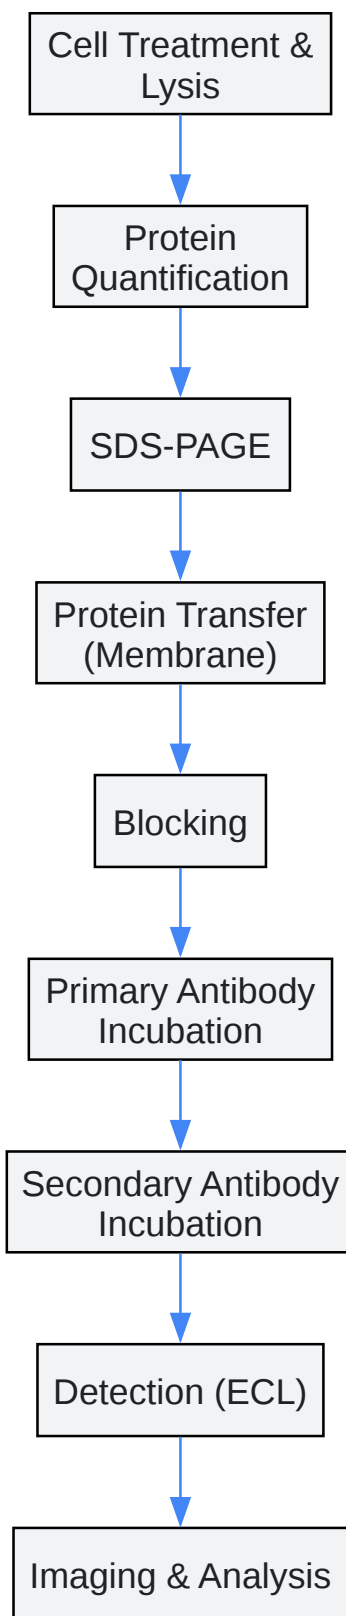 Cell Treatment &
Lysis
Protein
Quantification
SDS-PAGE
Protein Transfer
(Membrane)
Blocking
Primary Antibody
Incubation
Secondary Antibody
Incubation
Detection (ECL)
Imaging & Analysis